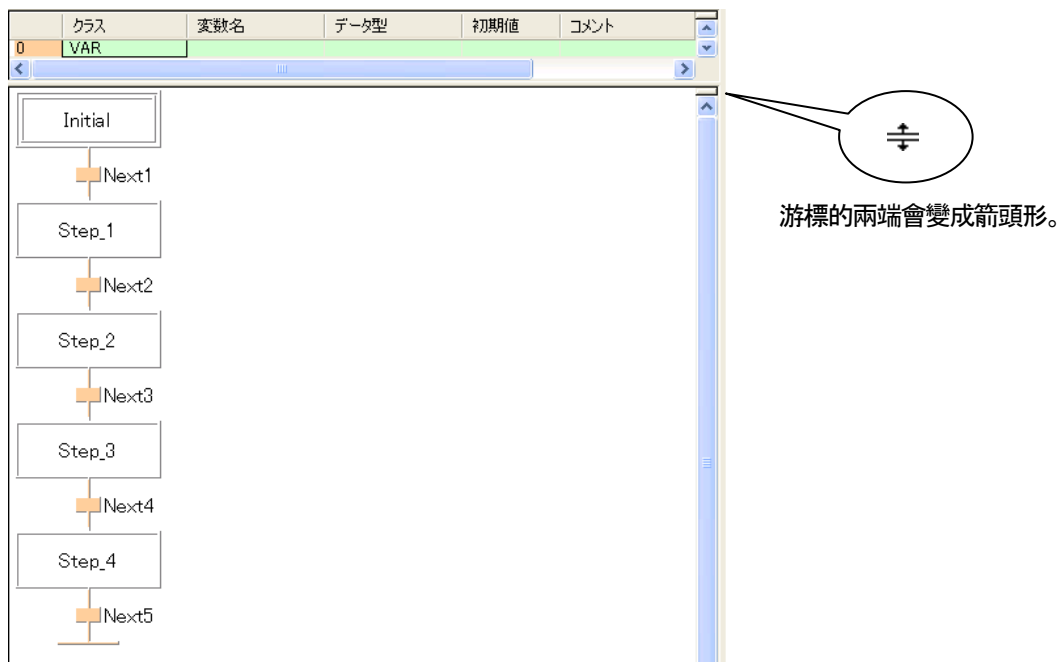 クラス 変数名 データ型 初期値 コメント
0 VAR
Initial
Next1
Step_1
Next2
Step_2
Next3
Step_3
Next4
Step_4
Next5
游標的兩端會變成箭頭形。